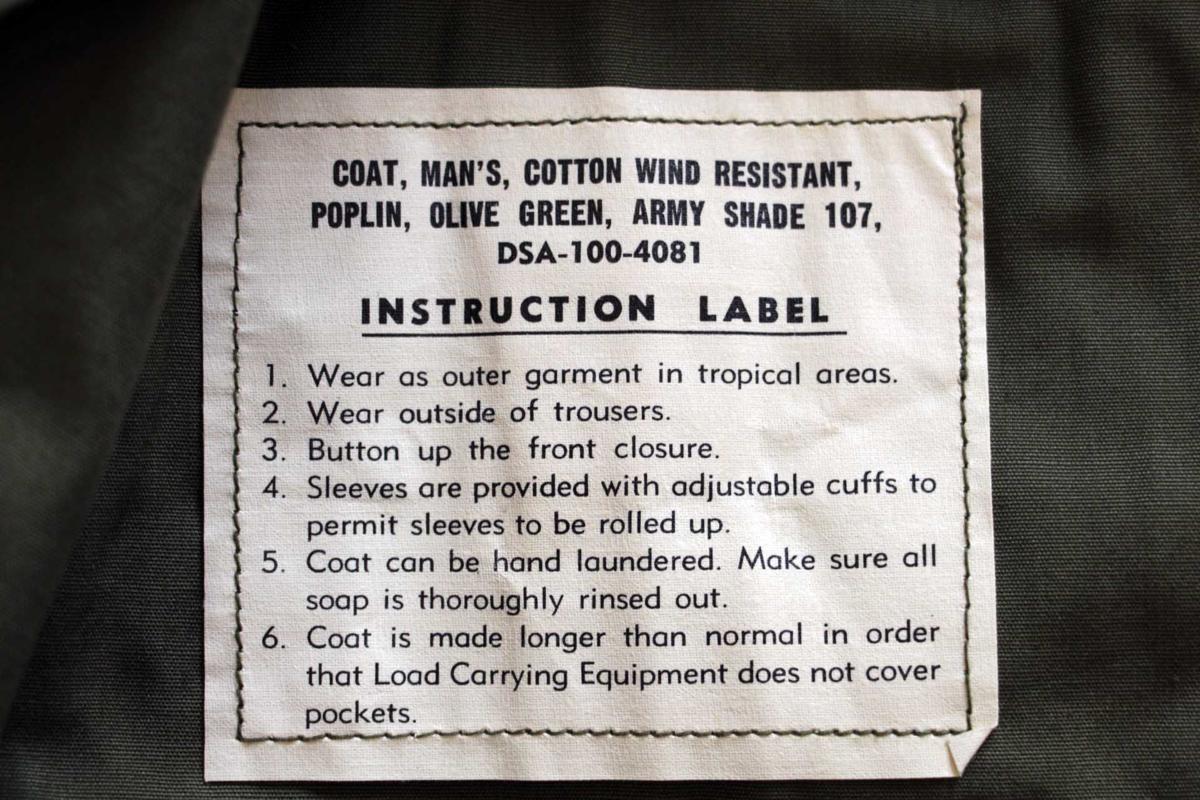 COAT, MAN'S, COTTON WIND RESISTANT,
POPLIN, OLIVE GREEN, ARMY SHADE 107,
DSA-100-4081
INSTRUCTION LABEL
1. Wear as outer garment in tropical areas.
2. Wear outside of trousers.
3. Button up the front closure.
4. Sleeves are provided with adjustable cuffs to
permit sleeves to be rolled up.
5. Coat can be hand laundered. Make sure all
soap is thoroughly rinsed out.
6. Coat is made longer than normal in order
that Load Carrying Equipment does not cover
pockets.